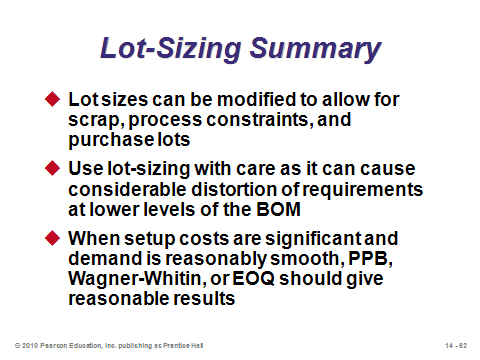 Lot-Sizing Summary
Lot sizes can be modified to allow for
scrap, process constraints, and
purchase lots
Use lot-sizing with care as it can cause
considerable distortion of requirements
at lower levels of the BOM
When setup costs are significant and
demand is reasonably smooth, PPB,
Wagner-Whitin, or EOQ should give
reasonable results
© 2010 Pearson Education, Inc. publishing as Prentice Hall
14 - 62